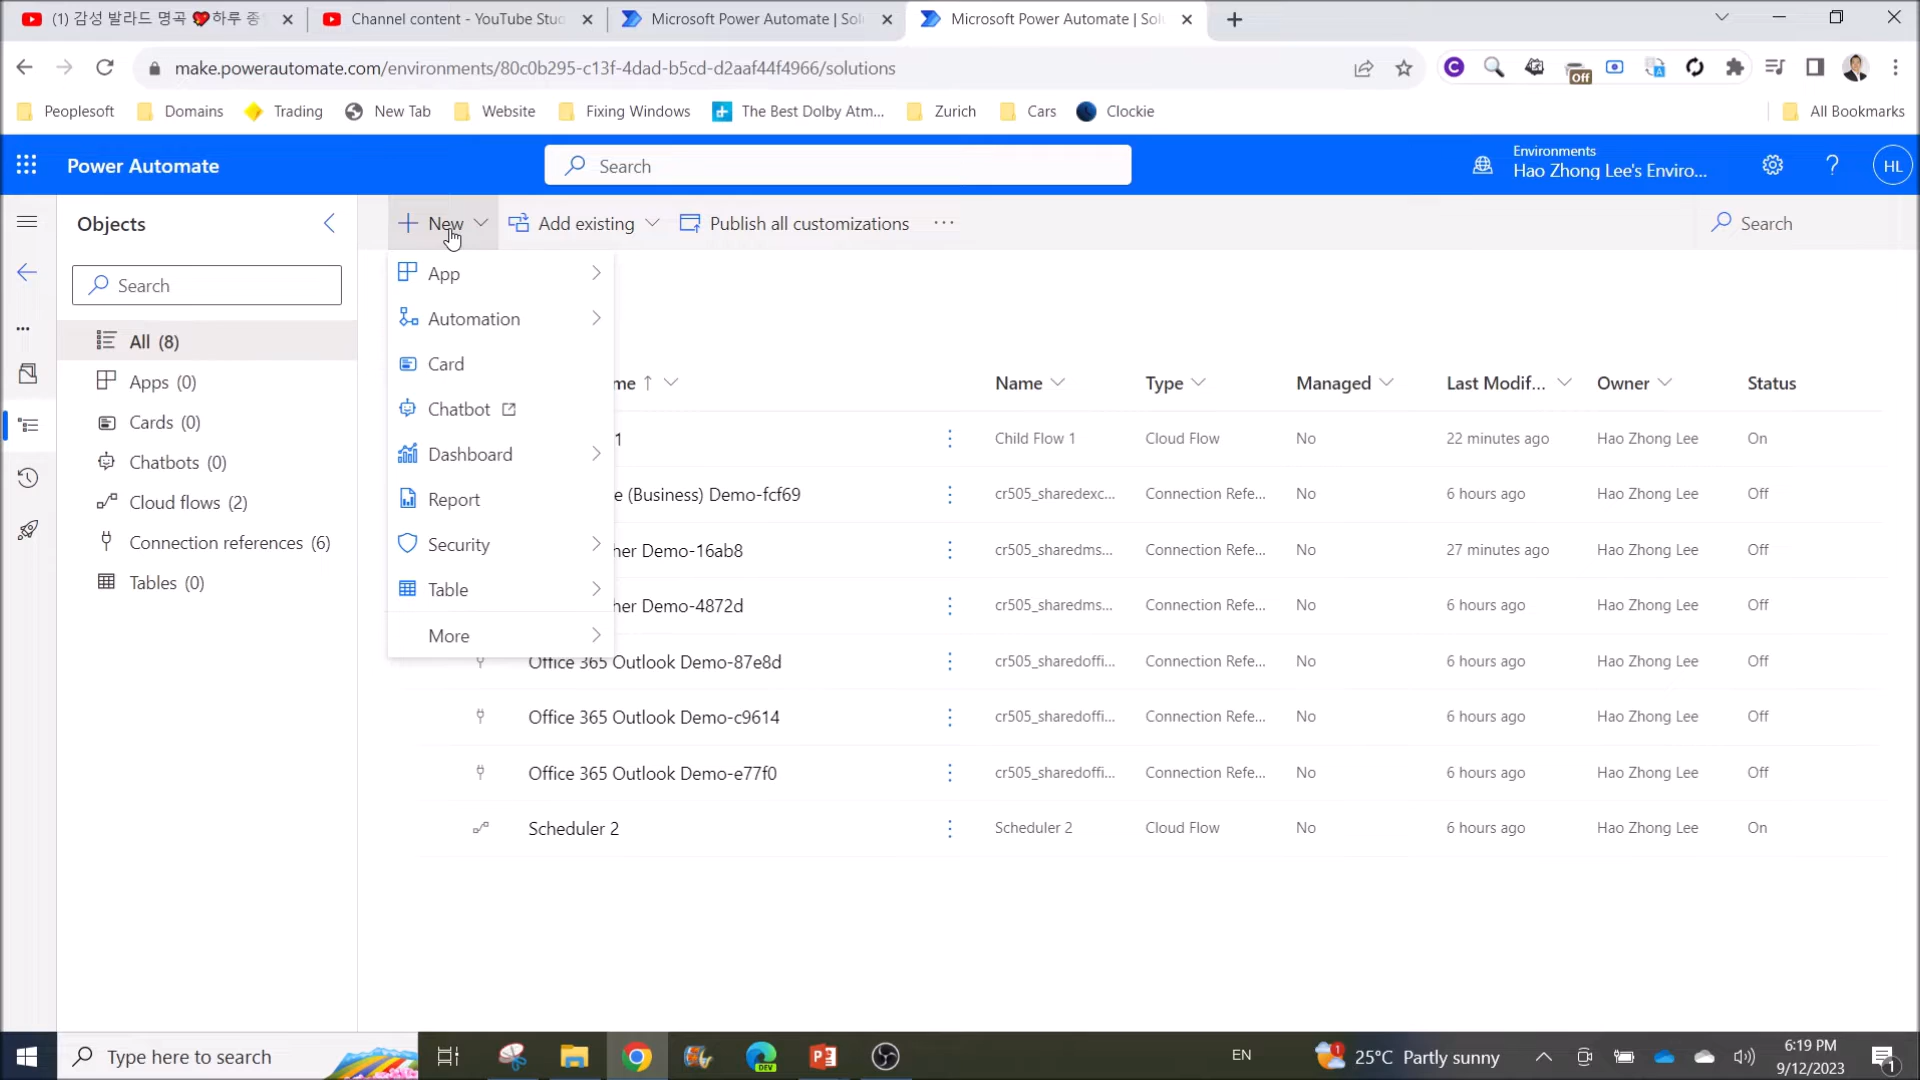 (1) 감성 발라드 명곡 💖하루 종
Channel content - YouTube Stu
Microsoft Power Automate | Sol
Microsoft Power Automate | Sol
make.powerautomate.com/environments/80c0b295-c13f-4dad-b5cd-d2aaf44f4966/solutions
Off
Peoplesoft
Domains
Trading
New Tab
Website
Fixing Windows
The Best Dolby Atm...
Zurich
Cars
Clockie
All Bookmarks
Power Automate
Search
Environments
Hao Zhong Lee's Enviro...
HL
Objects
New
Add existing
Publish all customizations
Search
Search
All (8)
Apps (0)
Cards (0)
Chatbots (0)
Cloud flows (2)
Connection references (6)
Tables (0)
App
Automation
Card
Chatbot
Dashboard
Report
Security
Table
More
me ↑ Name Type Managed Last Modif... Owner Status
1 Child Flow 1 Cloud Flow No 22 minutes ago Hao Zhong Lee On
e (Business) Demo-fcf69 cr505_sharedexc... Connection Refe... No 6 hours ago Hao Zhong Lee Off
her Demo-16ab8 cr505_sharedms... Connection Refe... No 27 minutes ago Hao Zhong Lee Off
her Demo-4872d cr505_sharedms... Connection Refe... No 6 hours ago Hao Zhong Lee Off
Office 365 Outlook Demo-87e8d cr505_sharedoffi... Connection Refe... No 6 hours ago Hao Zhong Lee Off
Office 365 Outlook Demo-c9614 cr505_sharedoffi... Connection Refe... No 6 hours ago Hao Zhong Lee Off
Office 365 Outlook Demo-e77f0 cr505_sharedoffi... Connection Refe... No 6 hours ago Hao Zhong Lee Off
Scheduler 2 Scheduler 2 Cloud Flow No 6 hours ago Hao Zhong Lee On
Type here to search
DEV
EN
25°C Partly sunny
6:19 PM
9/12/2023
1